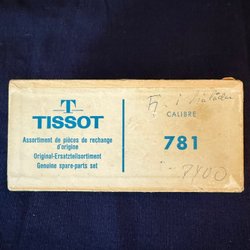 T
TISSOT
Assortiment de pièces de rechange
d'origine
Original-Ersatzteilsortiment
Genuine spare-parts set
CALIBRE
781